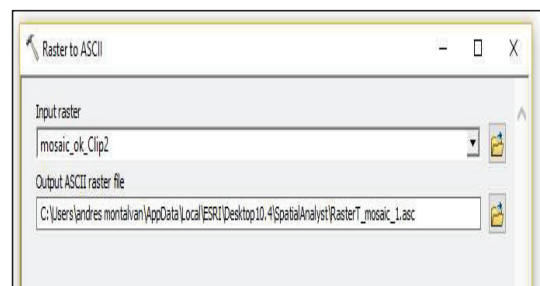 Raster to ASCII
Input raster
mosaic_ok_Clip2
Output ASCII raster file
C:\Users\andres montalvan\AppData\Local\ESRI\Desktop10.4\SpatialAnalyst\RasterT_mosaic_1.asc